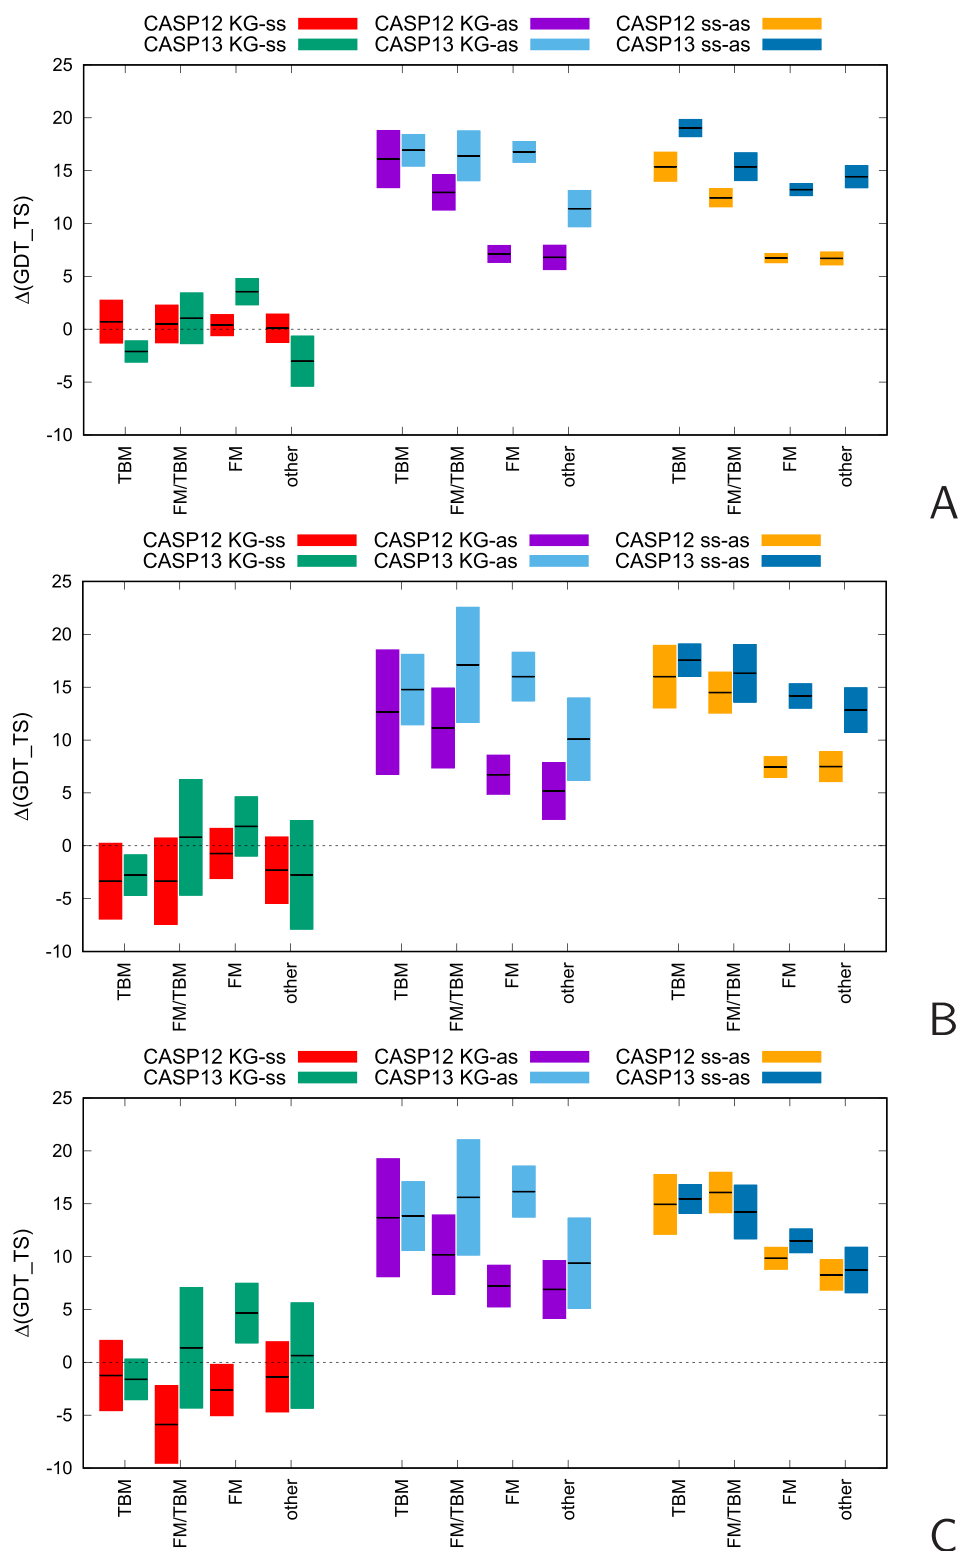 CASP12 KG-ss CASP12 KG-as CASP12 ss-as
CASP13 KG-ss CASP13 KG-as CASP13 ss-as
25
20
15
10
5
0
-5
-10
Δ(GDT_TS)
TBM FM/TBM FM other TBM FM/TBM FM other TBM FM/TBM FM other
A
CASP12 KG-ss CASP12 KG-as CASP12 ss-as
CASP13 KG-ss CASP13 KG-as CASP13 ss-as
25
20
15
10
5
0
-5
-10
Δ(GDT_TS)
TBM FM/TBM FM other TBM FM/TBM FM other TBM FM/TBM FM other
B
CASP12 KG-ss CASP12 KG-as CASP12 ss-as
CASP13 KG-ss CASP13 KG-as CASP13 ss-as
25
20
15
10
5
0
-5
-10
Δ(GDT_TS)
TBM FM/TBM FM other TBM FM/TBM FM other TBM FM/TBM FM other
C